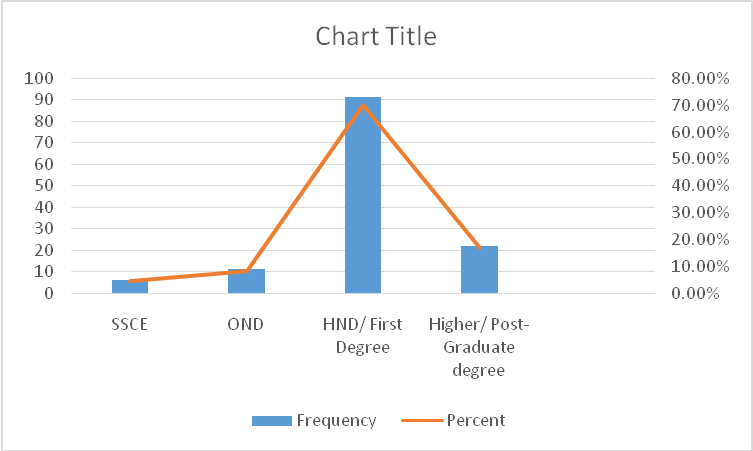 Chart Title
100
90
80
70
60
50
40
30
20
10
0
80.00%
70.00%
60.00%
50.00%
40.00%
30.00%
20.00%
10.00%
0.00%
SSCE
OND
HND/ First
Degree
Higher/ Post-
Graduate
degree
Frequency
Percent